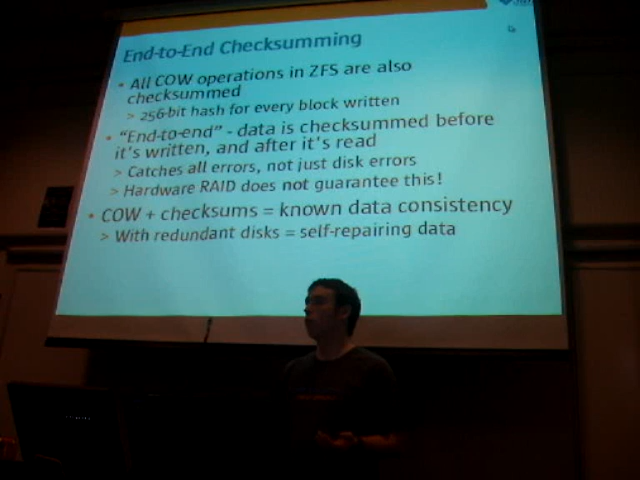 End-to-End Checksumming
• All COW operations in ZFS are also
checksummed
> 256-bit hash for every block written
• “End-to-end” - data is checksummed before
it's written, and after it's read
> Catches all errors, not just disk errors
> Hardware RAID does not guarantee this!
• COW + checksums = known data consistency
> With redundant disks = self-repairing data